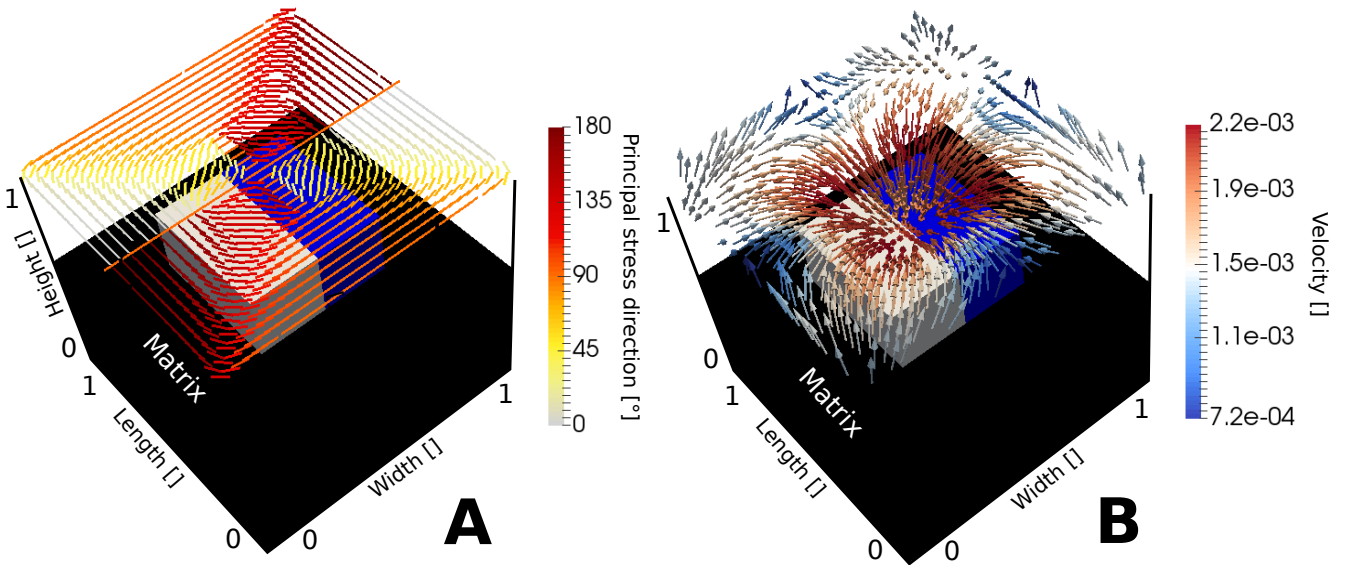 180
135
90
45
0
Principal stress direction [°]
1
Height []
0
Matrix
1
Length []
0
0
Width []
1
A
2.2e-03
1.9e-03
1.5e-03
1.1e-03
7.2e-04
Velocity []
1
0
Matrix
1
Length []
0
0
Width []
1
B